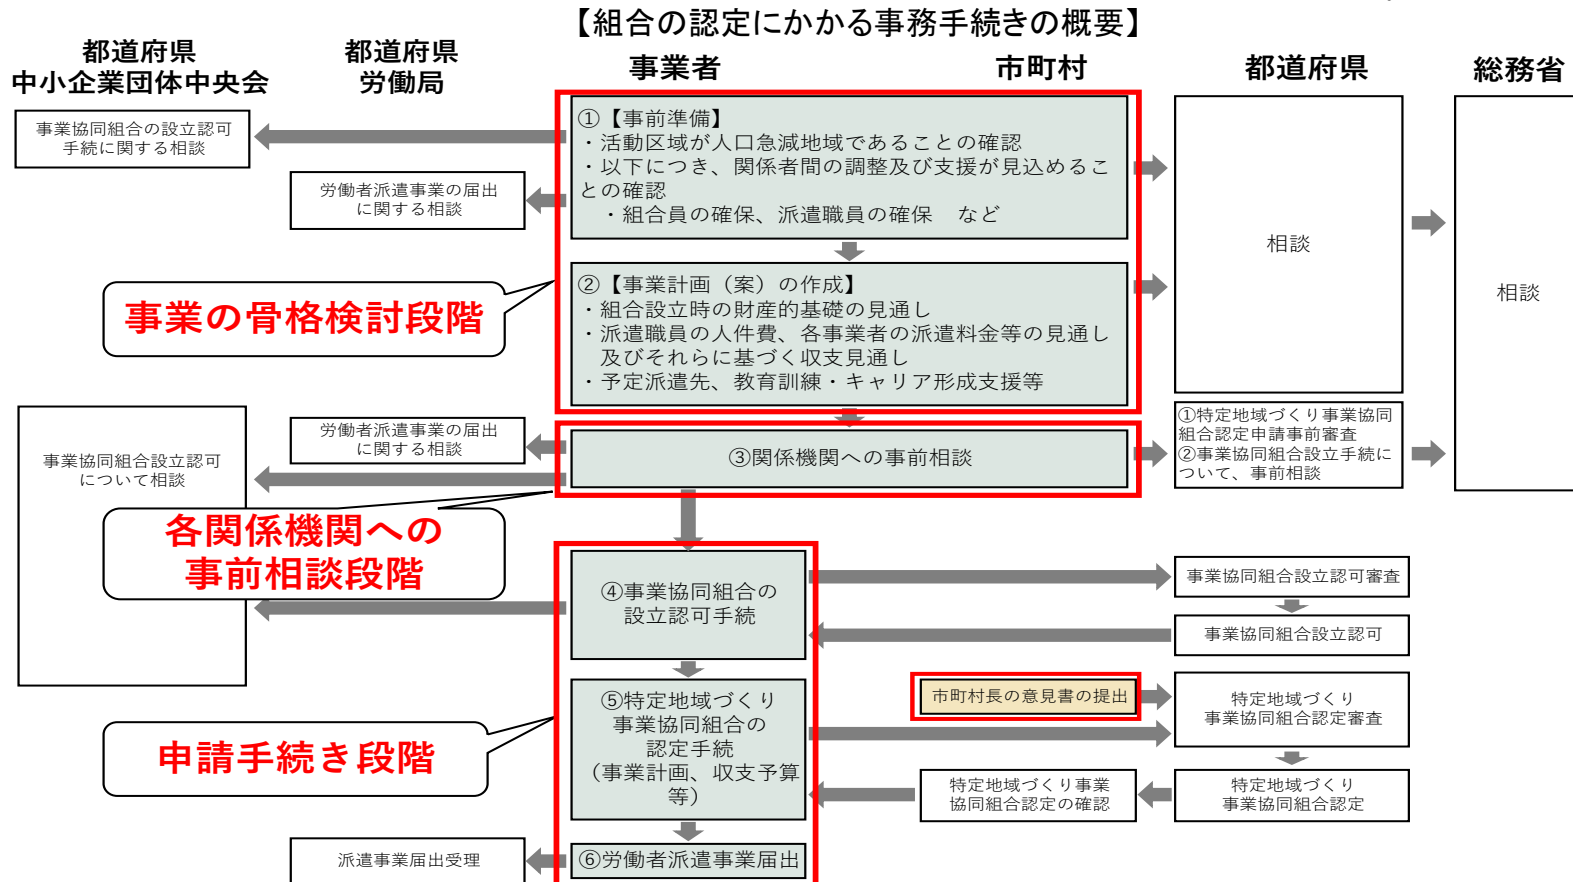 【組合の認定にかかる事務手続きの概要】
都道府県
中小企業団体中央会
都道府県
労働局
事業者
市町村
都道府県
総務省
事業協同組合の設立認可
手続に関する相談
労働者派遣事業の届出
に関する相談
①【事前準備】
・活動区域が人口急減地域であることの確認
・以下につき、関係者間の調整及び支援が見込めるこ
との確認
・組合員の確保、派遣職員の確保　など
相談
相談
事業の骨格検討段階
②【事業計画（案）の作成】
・組合設立時の財産的基礎の見通し
・派遣職員の人件費、各事業者の派遣料金等の見通し
及びそれらに基づく収支見通し
・予定派遣先、教育訓練・キャリア形成支援等
事業協同組合設立認可
について相談
労働者派遣事業の届出
に関する相談
③関係機関への事前相談
①特定地域づくり事業協同
組合認定申請事前審査
②事業協同組合設立手続に
ついて、事前相談
各関係機関への
事前相談段階
④事業協同組合の
設立認可手続
事業協同組合設立認可審査
事業協同組合設立認可
申請手続き段階
⑤特定地域づくり
事業協同組合の
認定手続
（事業計画、収支予算
等）
市町村長の意見書の提出
特定地域づくり
事業協同組合認定審査
特定地域づくり事業
協同組合認定の確認
特定地域づくり
事業協同組合認定
派遣事業届出受理
⑥労働者派遣事業届出